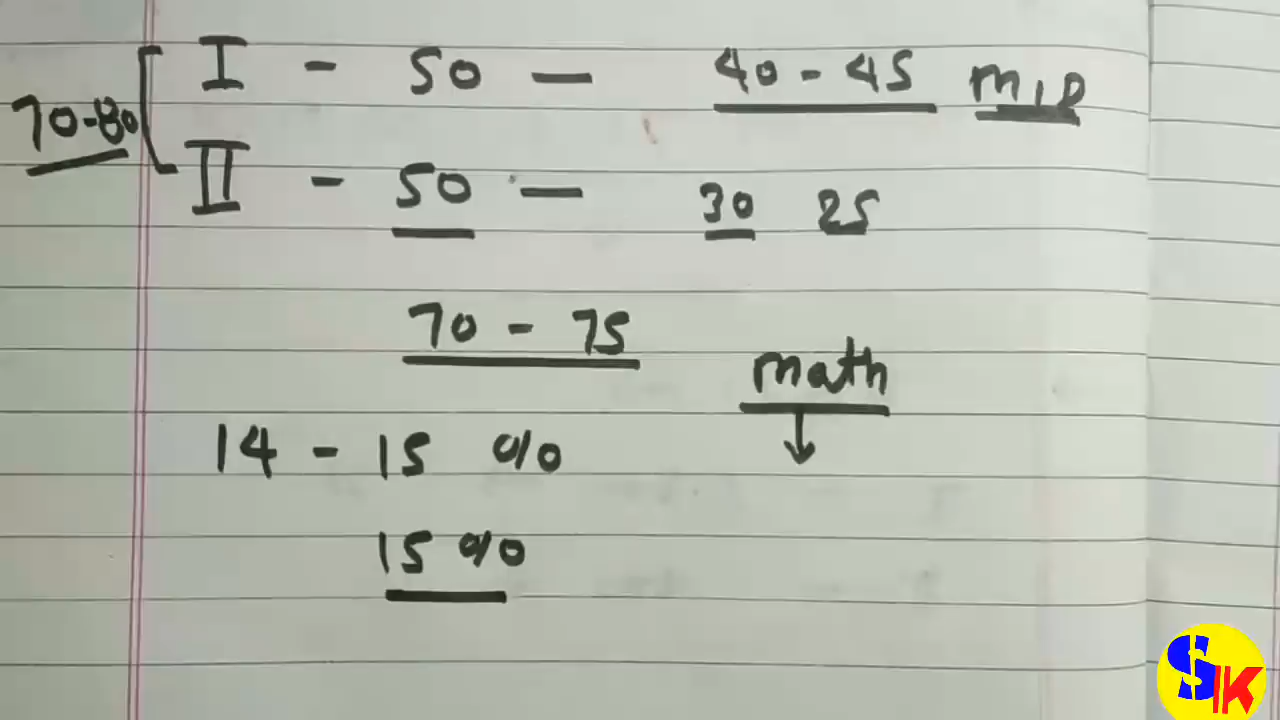 I - 50 - 40 - 45 MID
70-80
II - 50 - 30 25
70 - 75
math
14 - 15 %
15 %
SK